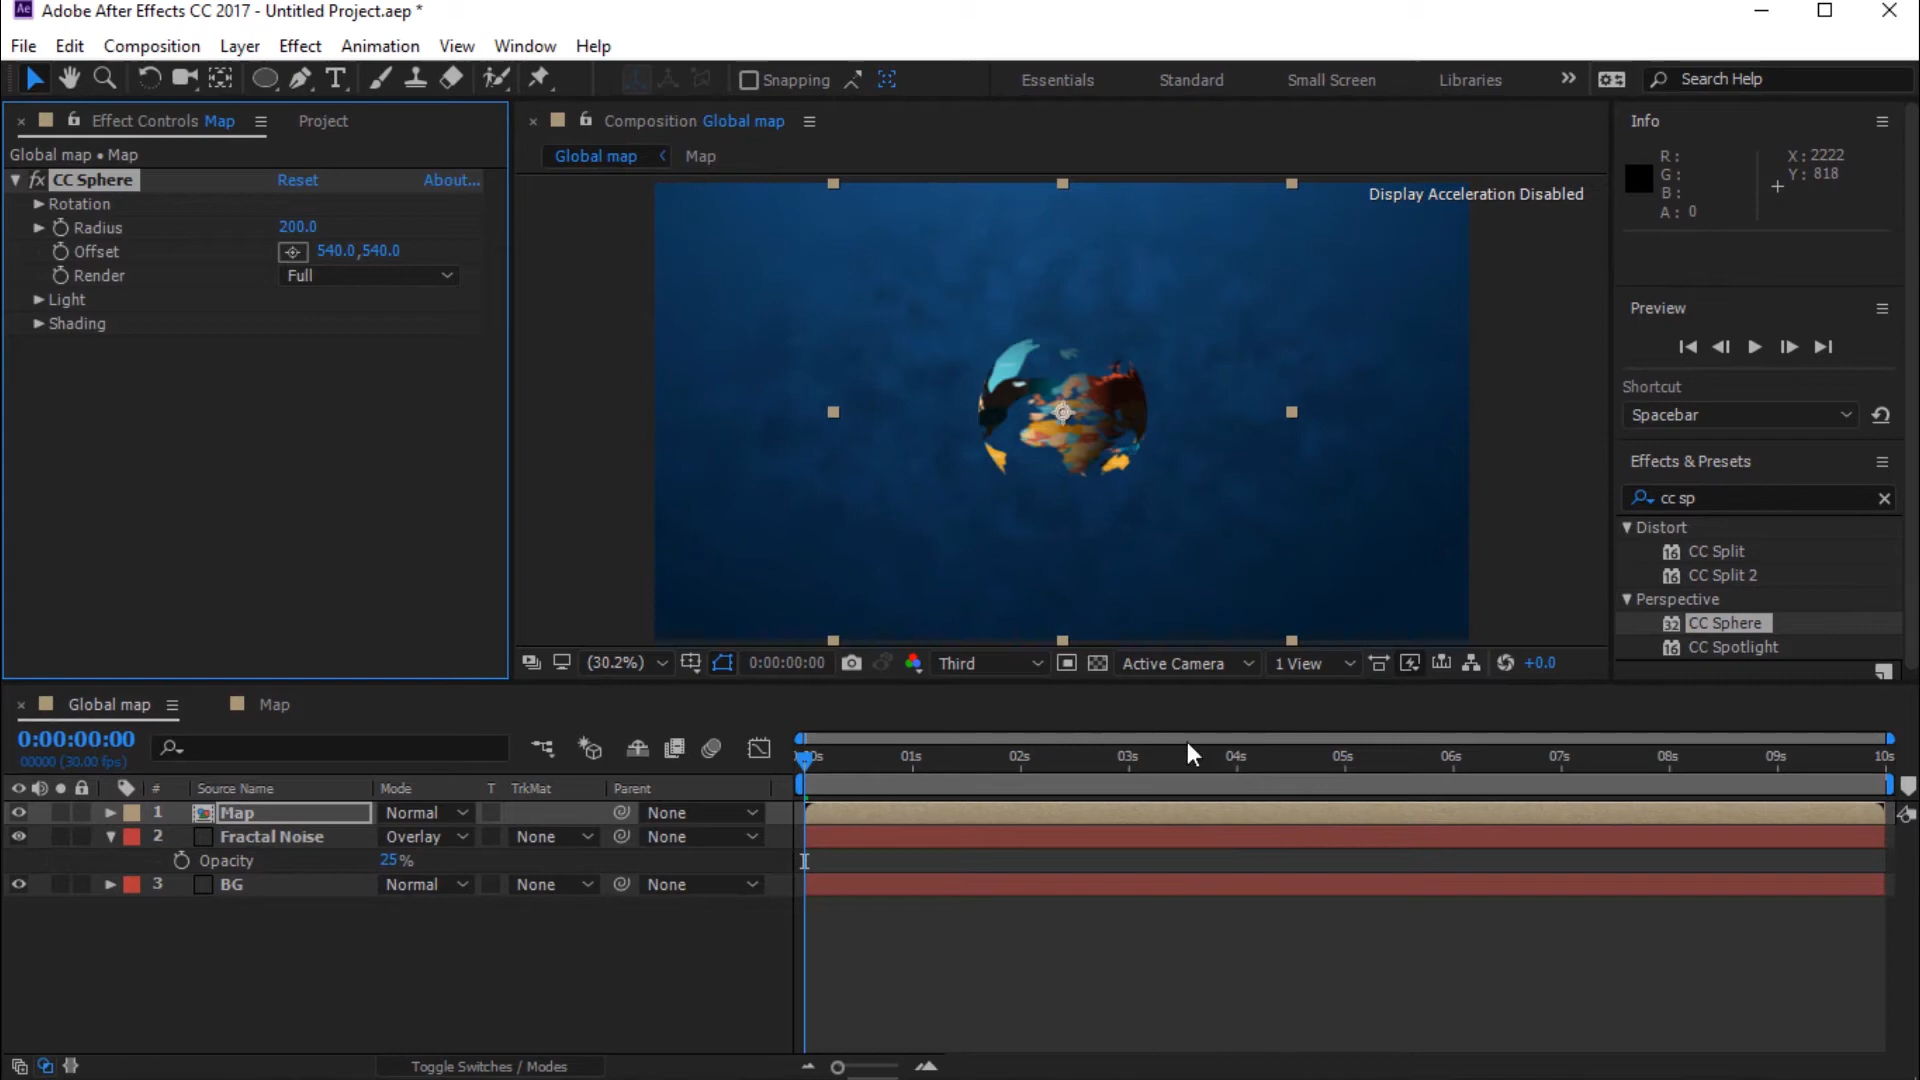 Adobe After Effects CC 2017 - Untitled Project.aep *
File Edit Composition Layer Effect Animation View Window Help
Snapping Essentials Standard Small Screen Libraries Search Help
Effect Controls Map Project
Global map • Map
fx CC Sphere Reset About...
Rotation
Radius 200.0
Offset 540.0,540.0
Render Full
Light
Shading
Composition Global map
Global map Map
Display Acceleration Disabled
(30.2%) 0:00:00:00 Third Active Camera 1 View +0.0
Info
R: X: 2222
G: Y: 818
B:
A: 0
Preview
Shortcut
Spacebar
Effects & Presets
cc sp
Distort
CC Split
CC Split 2
Perspective
CC Sphere
CC Spotlight
Global map Map
0:00:00:00
00000 (30.00 fps)
01s 02s 03s 04s 05s 06s 07s 08s 09s 10s
# Source Name Mode T TrkMat Parent
1 Map Normal None
2 Fractal Noise Overlay None None
Opacity 25%
3 BG Normal None None
Toggle Switches / Modes